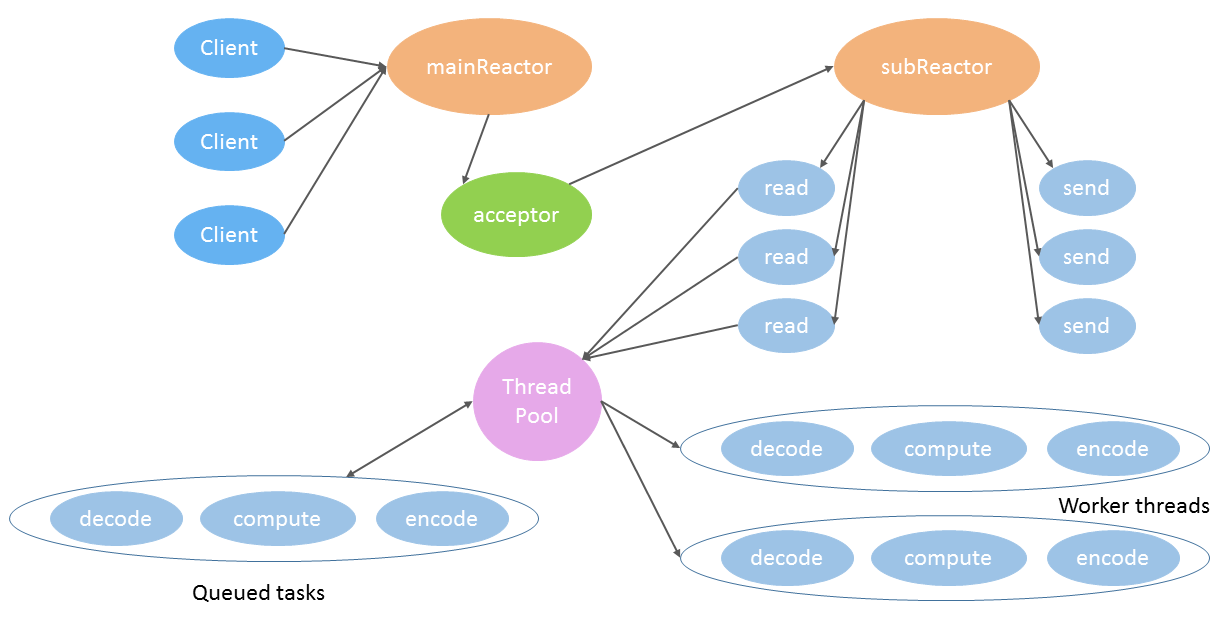 Client
mainReactor
subReactor
Client
Client
acceptor
read
send
read
send
read
send
Thread
Pool
decode
compute
encode
Worker threads
decode
compute
encode
Queued tasks
decode
compute
encode